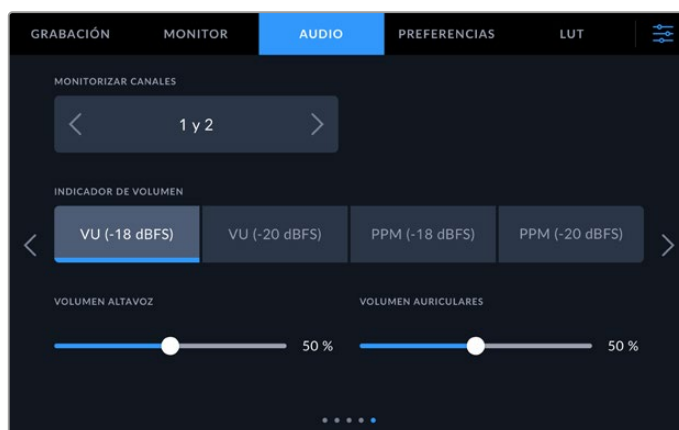 GRABACIÓN MONITOR AUDIO PREFERENCIAS LUT
MONITORIZAR CANALES
1 y 2
INDICADOR DE VOLUMEN
VU (-18 dBFS) VU (-20 dBFS) PPM (-18 dBFS) PPM (-20 dBFS)
VOLUMEN ALTAVOZ VOLUMEN AURICULARES
50 % 50 %